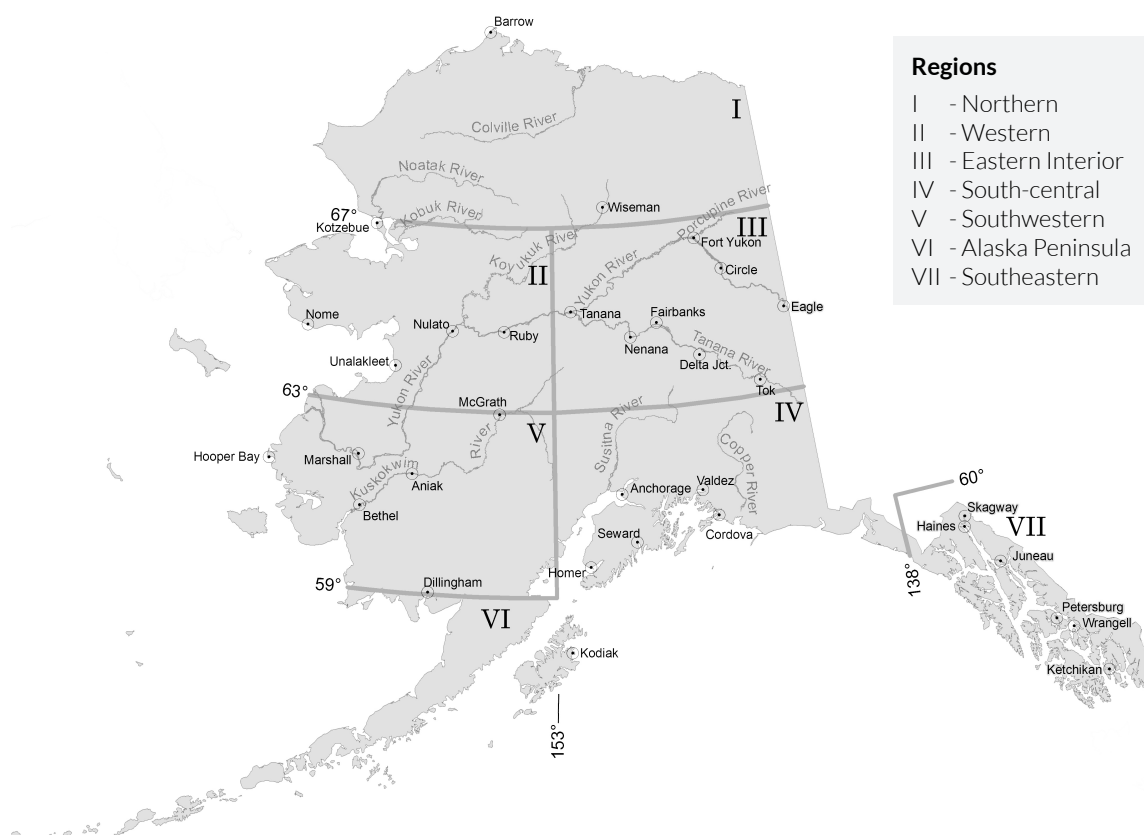 Barrow
Regions
I - Northern
II - Western
III - Eastern Interior
IV - South-central
V - Southwestern
VI - Alaska Peninsula
VII - Southeastern
I
Colville River
Noatak River
Kobuk River
67°
Kotzebue
Wiseman
Porcupine River
III
Fort Yukon
Koyukuk River
II
Yukon River
Circle
Eagle
Nome
Nulato
Ruby
Tanana
Fairbanks
Nenana
Tanana River
Delta Jct.
Unalakleet
Yukon River
Tok
63°
McGrath
IV
V
River
Susitna River
Copper River
Hooper Bay
Marshall
Kuskokwim
Aniak
Bethel
Anchorage
Valdez
Cordova
Seward
Homer
60°
Skagway
Haines
VII
Juneau
138°
59°
Dillingham
VI
Petersburg
Wrangell
Ketchikan
Kodiak
153°